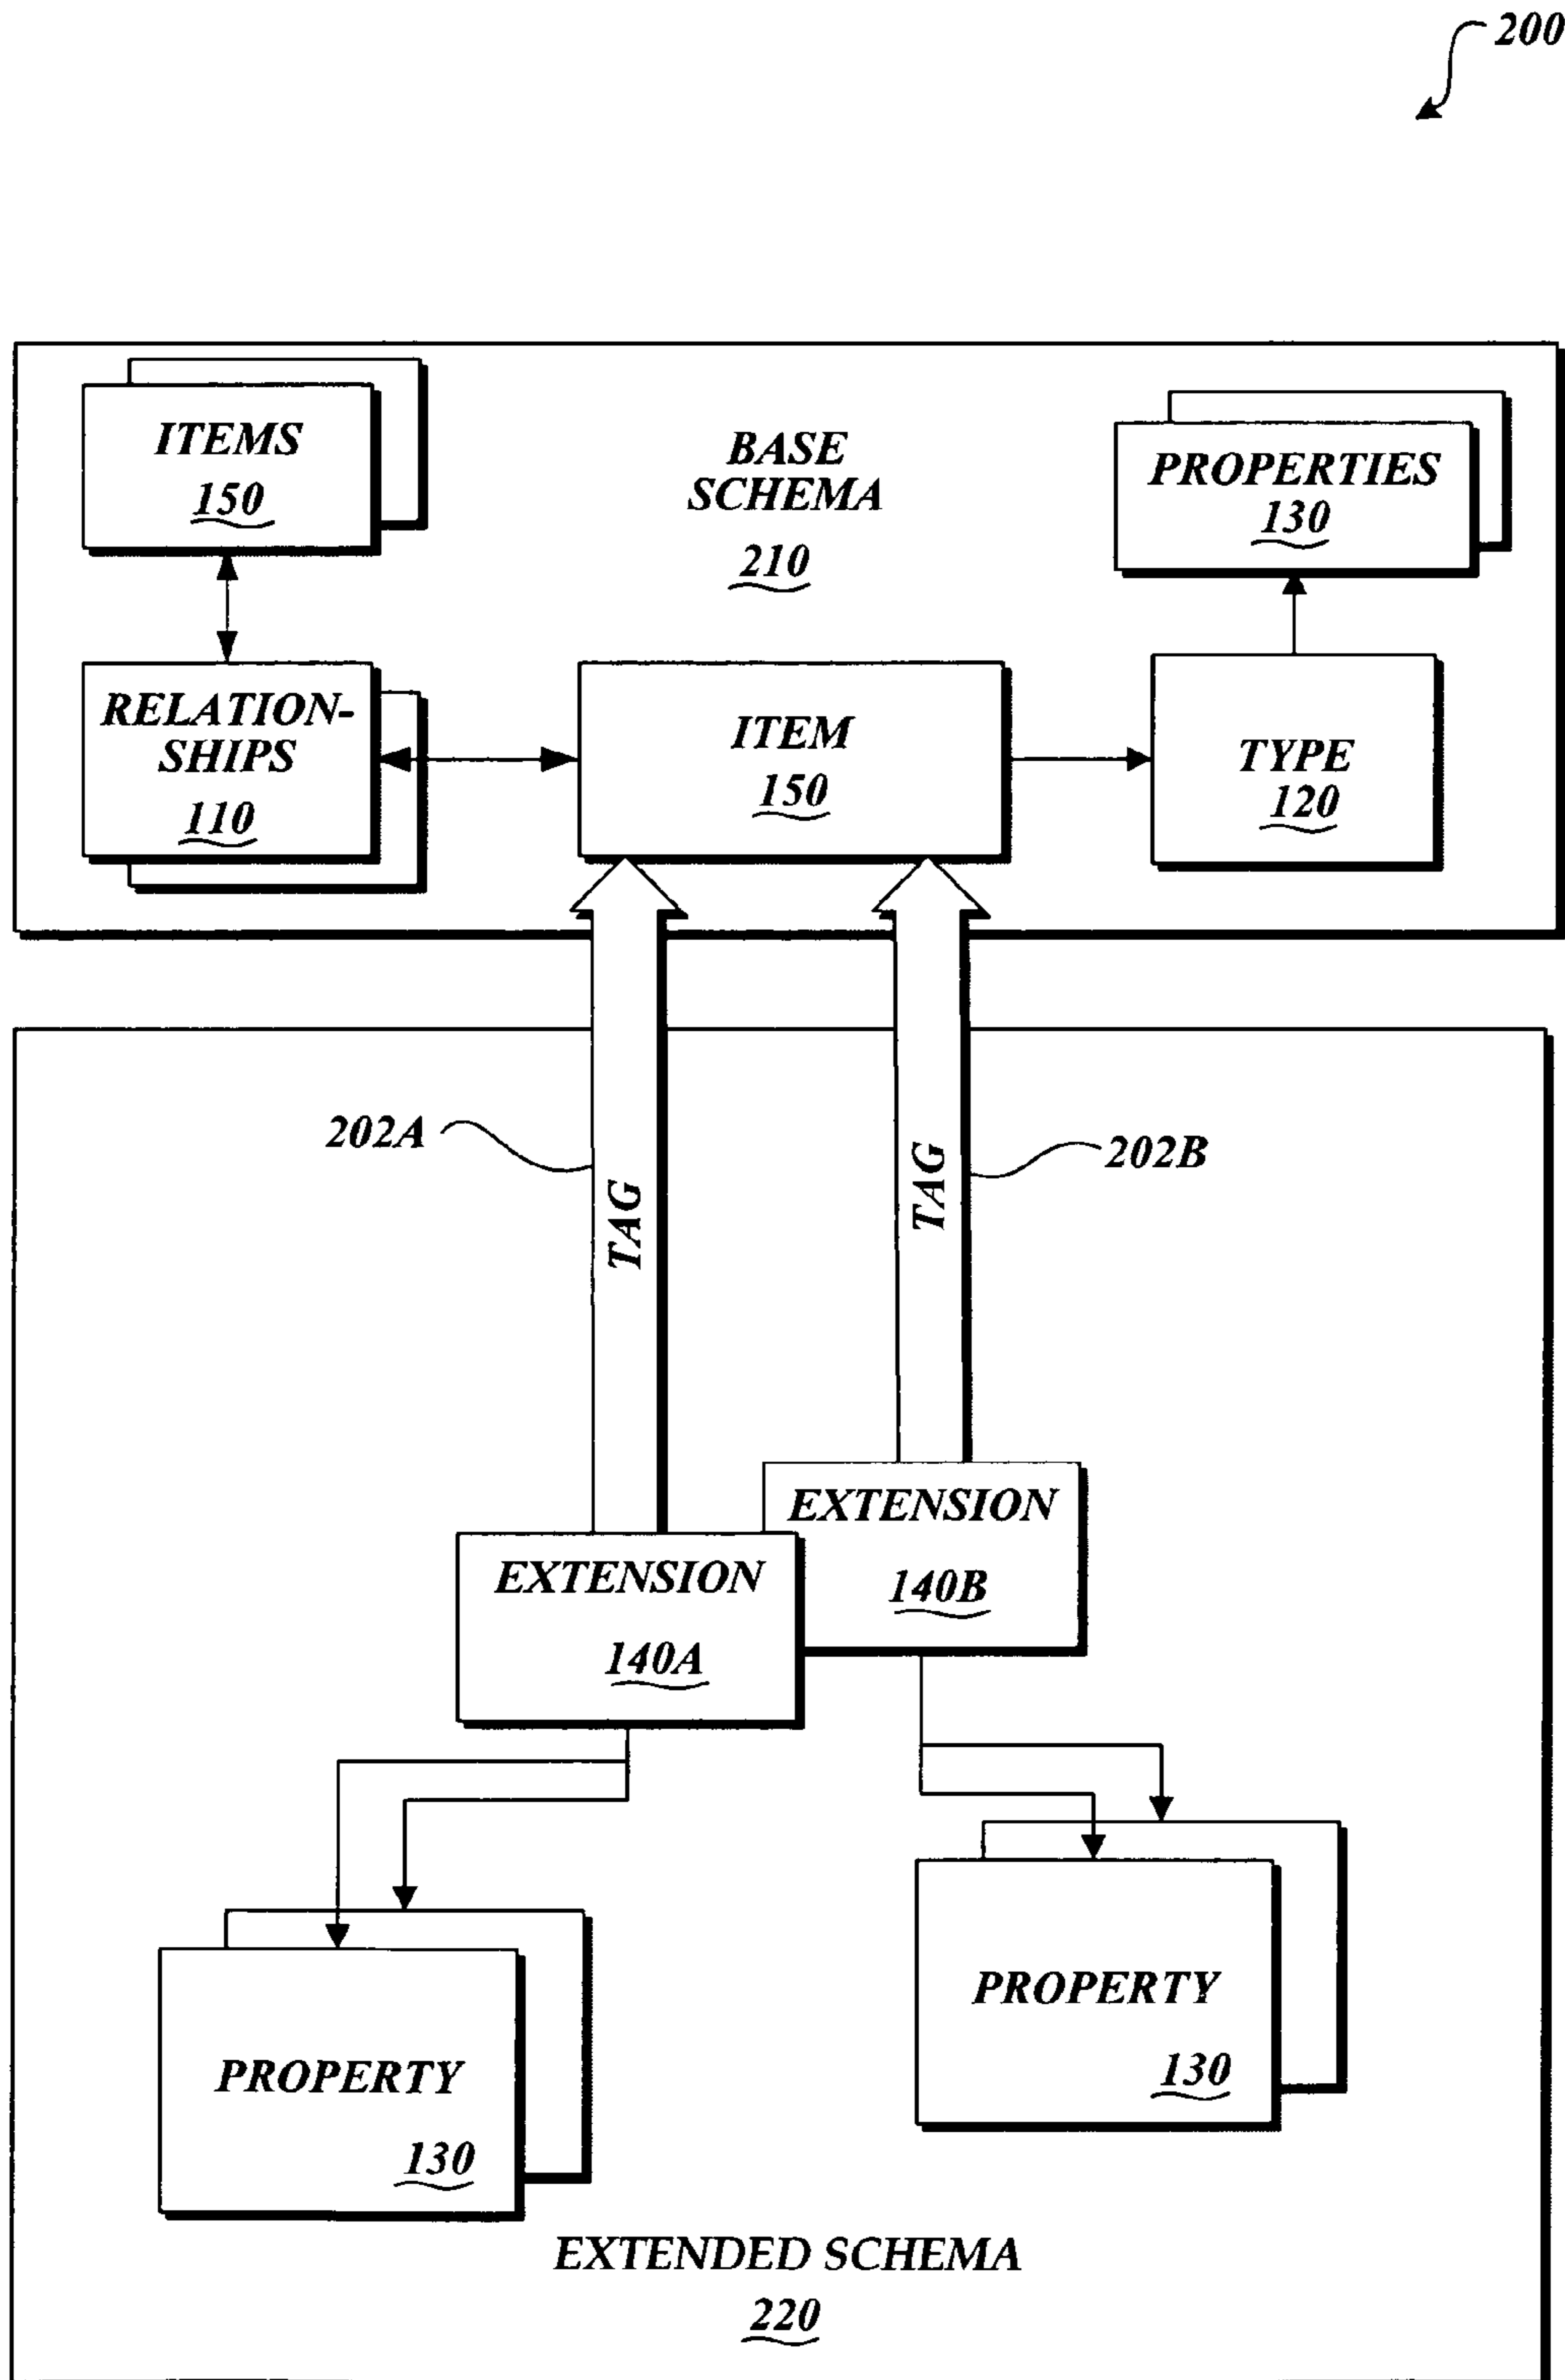 200
ITEMS
150
BASE
SCHEMA
210
PROPERTIES
130
RELATION-
SHIPS
110
ITEM
150
TYPE
120
202A
TAG
TAG
202B
EXTENSION
140B
EXTENSION
140A
PROPERTY
130
PROPERTY
130
EXTENDED SCHEMA
220